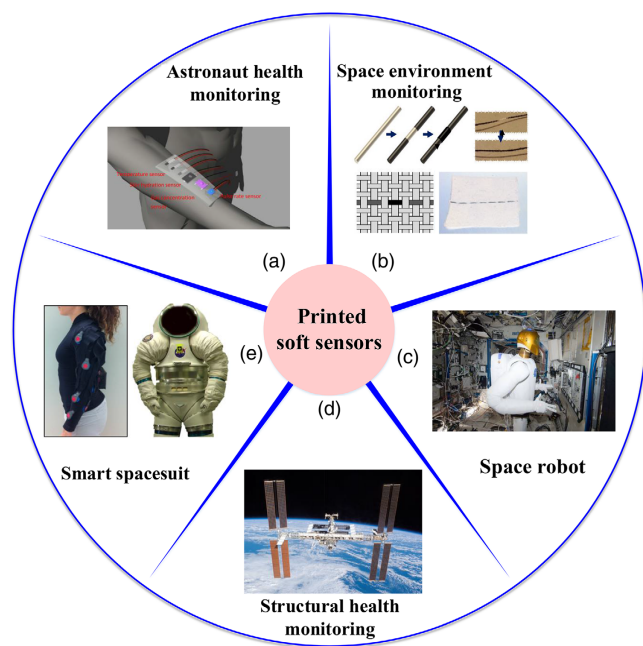 Astronaut health
monitoring
Space environment
monitoring
(a)
(b)
Printed
soft sensors
(c)
(d)
(e)
Space robot
Smart spacesuit
Structural health
monitoring